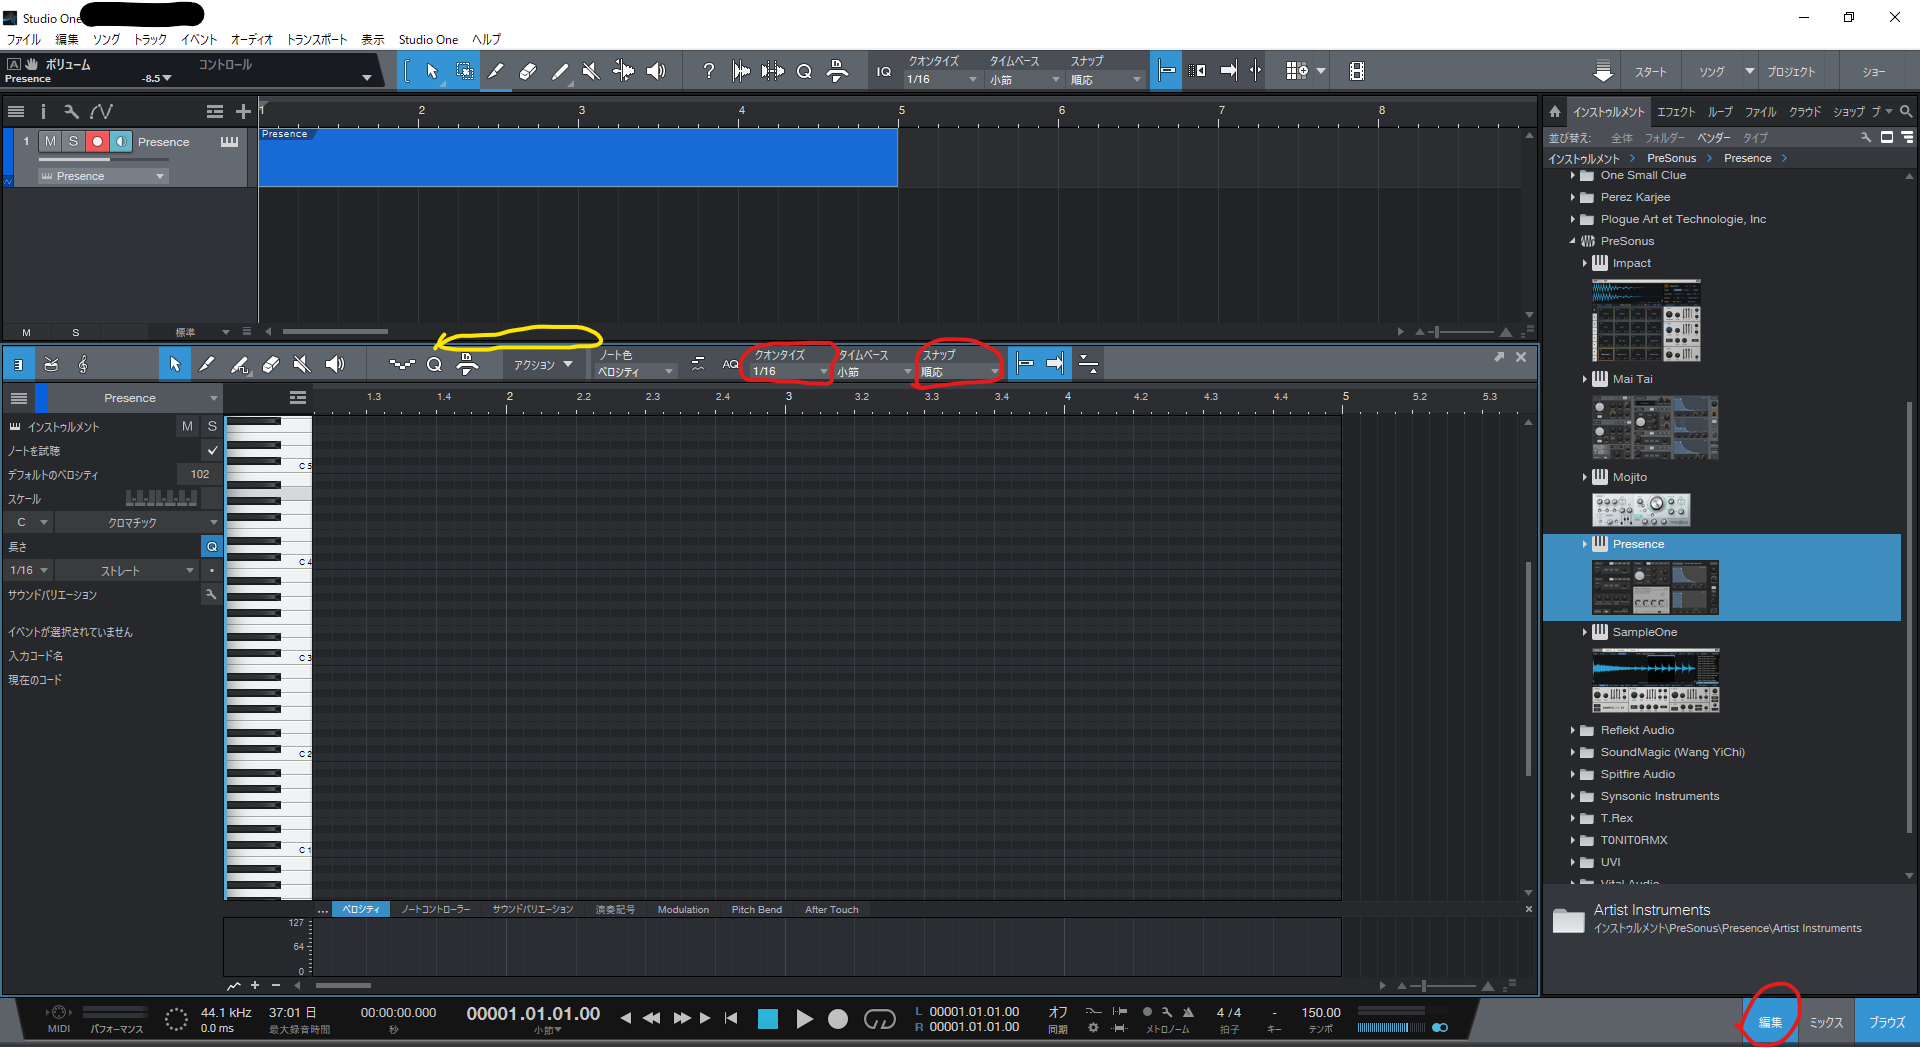 Studio One
ファイル 編集 ソング トラック イベント オーディオ トランスポート 表示 Studio One ヘルプ
A ボリューム コントロール
Presence -8.5
? Q IQ
クオンタイズ タイムベース スナップ
1/16 小節 順応
スタート ソング プロジェクト ショー
1 2 3 4 5 6 7 8
1 M S Presence
Presence
Presence
M S 標準
アクション
ノート色
ベロシティ
Q AQ
クオンタイズ タイムベース スナップ
1/16 小節 順応
Presence
1.3 1.4 2 2.2 2.3 2.4 3 3.2 3.3 3.4 4 4.2 4.3 4.4 5 5.2 5.3
インストゥルメント M S
ノートを試聴
デフォルトのベロシティ 102
スケール
C クロマチック
長さ Q
1/16 ストレート
サウンドバリエーション
イベントが選択されていません
入力コード名
現在のコード
C 5
C 4
C 3
C 2
C 1
... ベロシティ ノートコントローラー サウンドバリエーション 演奏記号 Modulation Pitch Bend After Touch
127
64
0
インストゥルメント エフェクト ループ ファイル クラウド ショップ プ
並び替え: 全体 フォルダー ベンダー タイプ
インストゥルメント > PreSonus > Presence >
One Small Clue
Perez Karjee
Plogue Art et Technologie, Inc
PreSonus
Impact
Mai Tai
Mojito
Presence
SampleOne
Reflekt Audio
SoundMagic (Wang YiChi)
Spitfire Audio
Synsonic Instruments
T.Rex
T0NIT0RMX
UVI
Vital Audio
Artist Instruments
インストゥルメント\PreSonus\Presence\Artist Instruments
MIDI パフォーマンス
44.1 kHz
0.0 ms
37:01 日
最大録音時間
00:00:00.000
秒
00001.01.01.00
小節
L 00001.01.01.00
R 00001.01.01.00
オフ
同期
メトロノーム
4 / 4
拍子
-
キー
150.00
テンポ
編集 ミックス ブラウズ